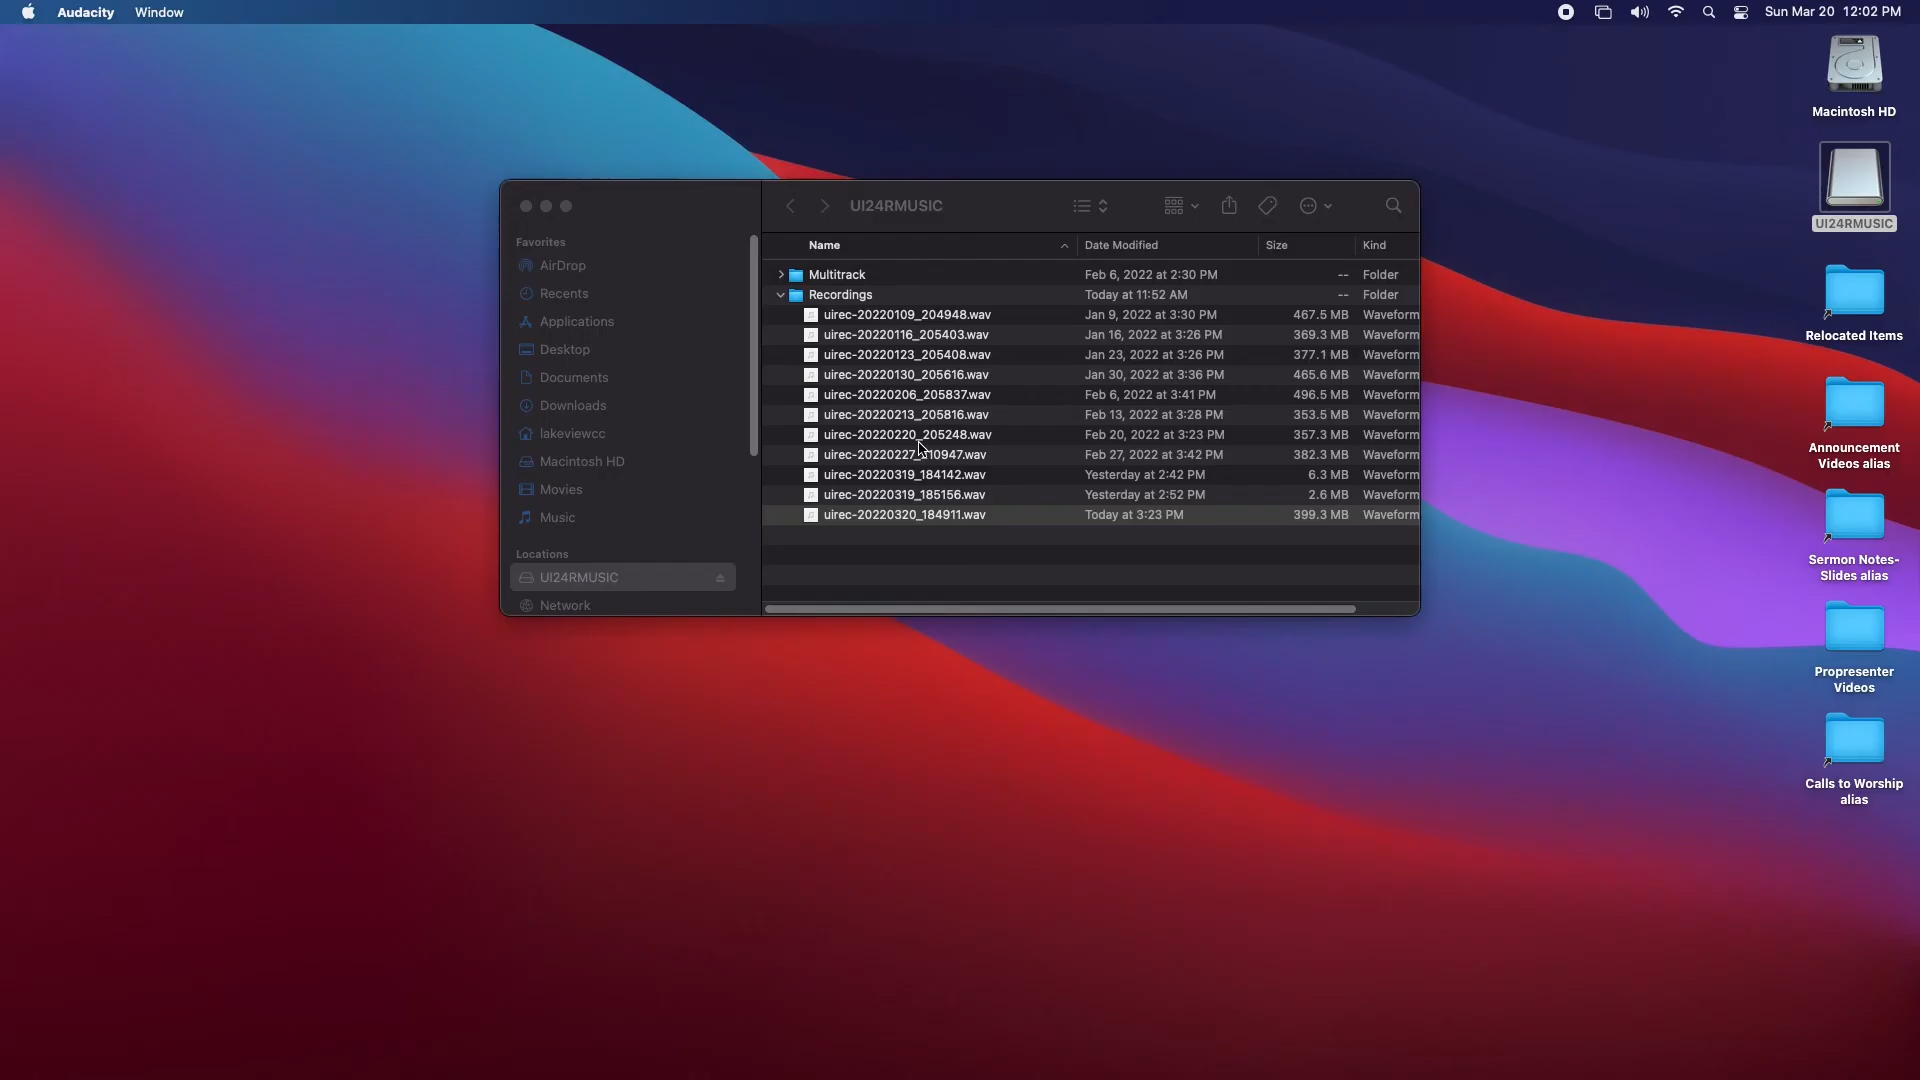 Audacity Window Sun Mar 20 12:02 PM
Macintosh HD
UI24RMUSIC
Relocated Items
Announcement
Videos alias
Sermon Notes-
Slides alias
Propresenter
Videos
Calls to Worship
alias
UI24RMUSIC
Favorites
AirDrop
Recents
Applications
Desktop
Documents
Downloads
lakeviewcc
Macintosh HD
Movies
Music
Locations
UI24RMUSIC
Network
Name Date Modified Size Kind
Multitrack Feb 6, 2022 at 2:30 PM -- Folder
Recordings Today at 11:52 AM -- Folder
uirec-20220109_204948.wav Jan 9, 2022 at 3:30 PM 467.5 MB Waveform
uirec-20220116_205403.wav Jan 16, 2022 at 3:26 PM 369.3 MB Waveform
uirec-20220123_205408.wav Jan 23, 2022 at 3:26 PM 377.1 MB Waveform
uirec-20220130_205616.wav Jan 30, 2022 at 3:36 PM 465.6 MB Waveform
uirec-20220206_205837.wav Feb 6, 2022 at 3:41 PM 496.5 MB Waveform
uirec-20220213_205816.wav Feb 13, 2022 at 3:28 PM 353.5 MB Waveform
uirec-20220220_205248.wav Feb 20, 2022 at 3:23 PM 357.3 MB Waveform
Feb 27, 2022 at 3:42 PM 382.3 MB Waveform
uirec-20220319_184142.wav Yesterday at 2:42 PM 6.3 MB Waveform
uirec-20220319_185156.wav Yesterday at 2:52 PM 2.6 MB Waveform
uirec-20220320_184911.wav Today at 3:23 PM 399.3 MB Waveform